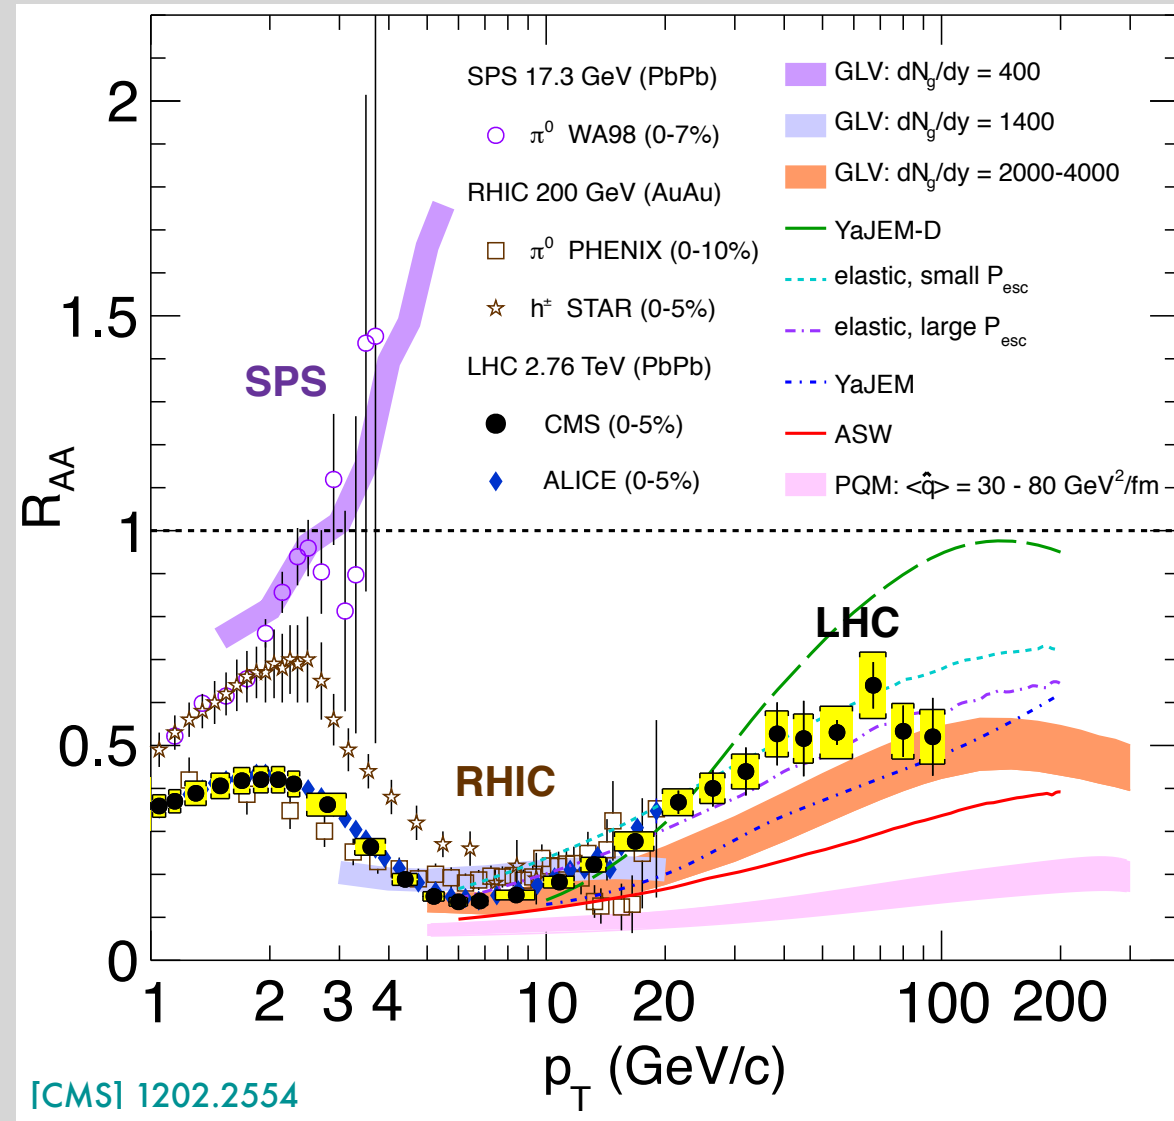 SPS 17.3 GeV (PbPb)
π⁰ WA98 (0-7%)
RHIC 200 GeV (AuAu)
π⁰ PHENIX (0-10%)
h± STAR (0-5%)
LHC 2.76 TeV (PbPb)
CMS (0-5%)
ALICE (0-5%)
GLV: dN_g/dy = 400
GLV: dN_g/dy = 1400
GLV: dN_g/dy = 2000-4000
YaJEM-D
elastic, small P_esc
elastic, large P_esc
YaJEM
ASW
PQM: <q̂> = 30 - 80 GeV²/fm
SPS
RHIC
LHC
R_AA
2
1.5
1
0.5
0
1 2 3 4 10 20 100 200
p_T (GeV/c)
[CMS] 1202.2554